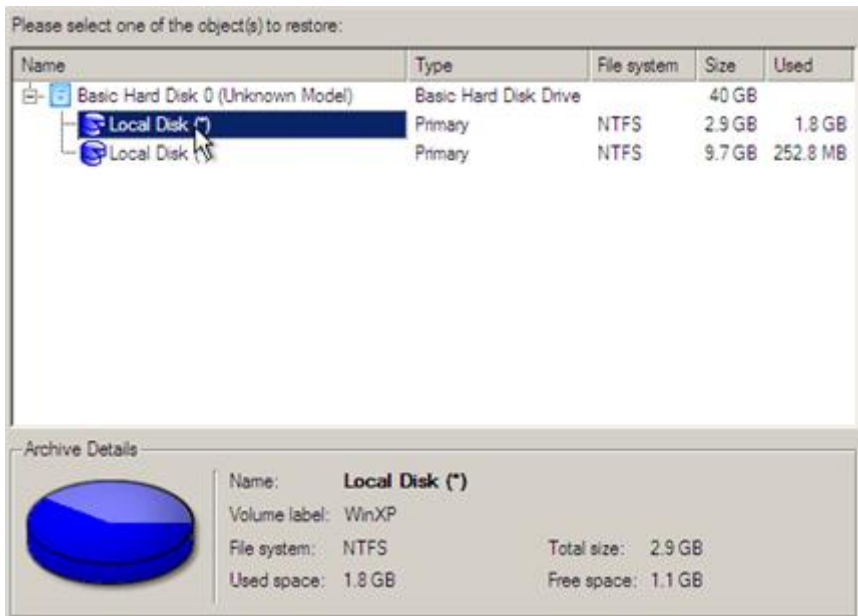 Please select one of the object(s) to restore:
Name Type File system Size Used
Basic Hard Disk 0 (Unknown Model) Basic Hard Disk Drive 40 GB
Local Disk (*) Primary NTFS 2.9 GB 1.8 GB
Local Disk Primary NTFS 9.7 GB 252.8 MB
Archive Details
Name: Local Disk (*)
Volume label: WinXP
File system: NTFS Total size: 2.9 GB
Used space: 1.8 GB Free space: 1.1 GB